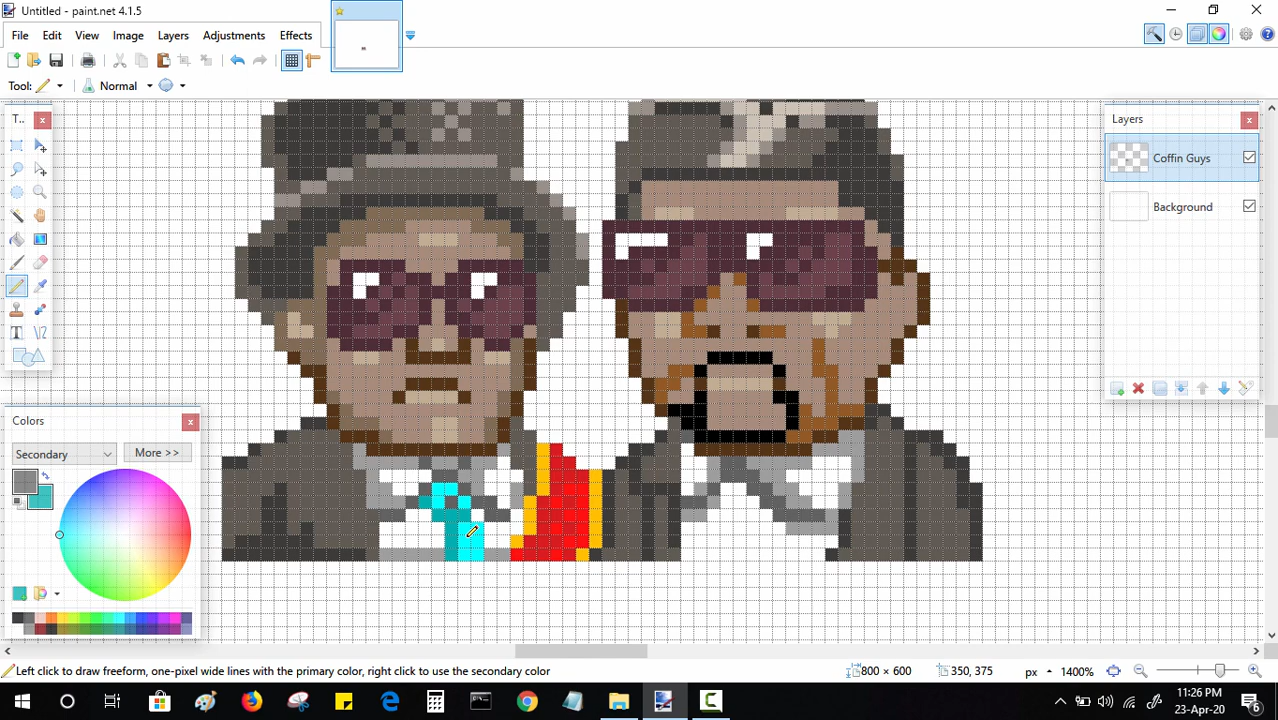 Untitled - paint.net 4.1.5
File Edit View Image Layers Adjustments Effects
Tool: Normal
T...
Layers
Coffin Guys
Background
Colors
Secondary More >>
Left click to draw freeform, one-pixel wide lines with the primary color, right click to use the secondary color 800 × 600 350, 375 px 1400%
11:26 PM
23-Apr-20
6